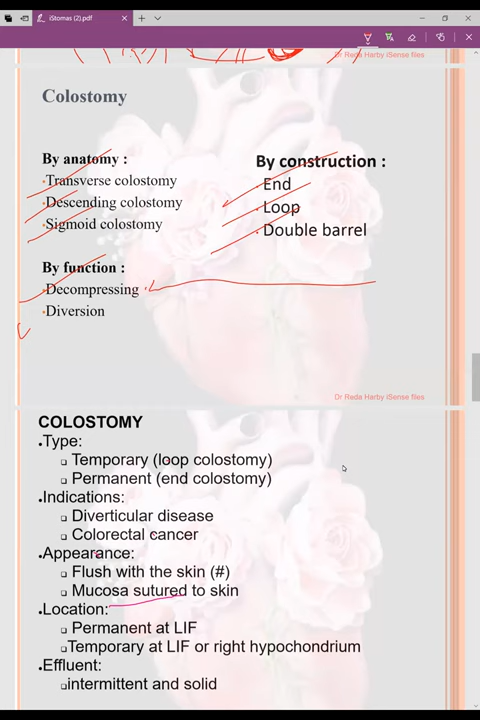 iStomas (2).pdf
Dr Reda Harby iSense files
Colostomy
By anatomy :
•Transverse colostomy
•Descending colostomy
•Sigmoid colostomy
By function :
•Decompressing
•Diversion
By construction :
• End
• Loop
• Double barrel
Dr Reda Harby iSense files
COLOSTOMY
•Type:
❑ Temporary (loop colostomy)
❑ Permanent (end colostomy)
•Indications:
❑ Diverticular disease
❑ Colorectal cancer
•Appearance:
❑ Flush with the skin (#)
❑ Mucosa sutured to skin
•Location:
❑ Permanent at LIF
❑Temporary at LIF or right hypochondrium
•Effluent:
❑intermittent and solid